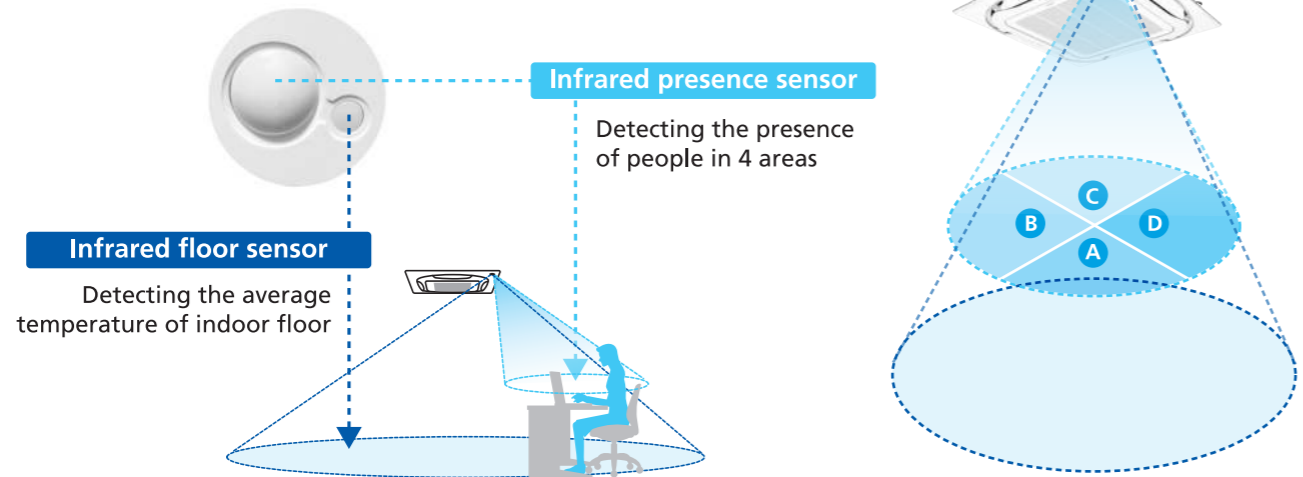 Infrared presence sensor
Detecting the presence
of people in 4 areas
Infrared floor sensor
Detecting the average
temperature of indoor floor
C
B
D
A